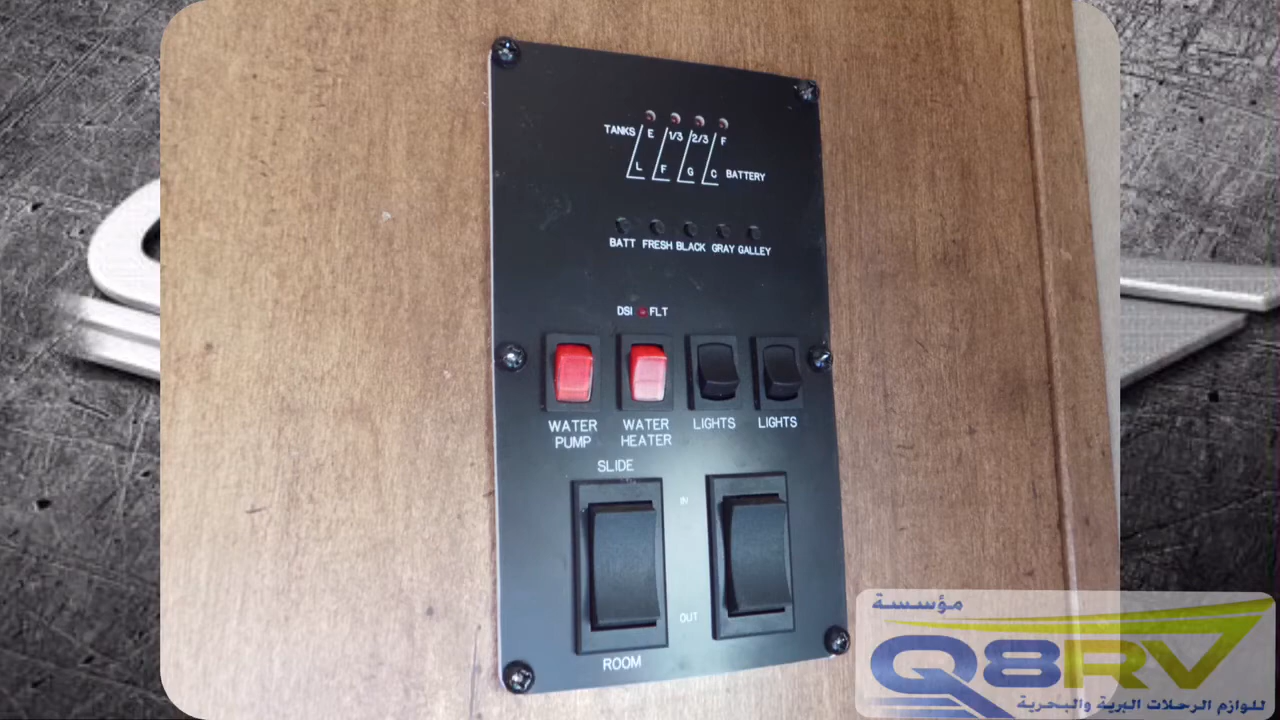 TANKS E 1/3 2/3 F
L F G C BATTERY
BATT FRESH BLACK GRAY GALLEY
DSI FLT
WATER PUMP
WATER HEATER
LIGHTS
LIGHTS
SLIDE
IN
OUT
ROOM
مؤسسة
Q8RV
للوازم الرحلات البرية والبحرية